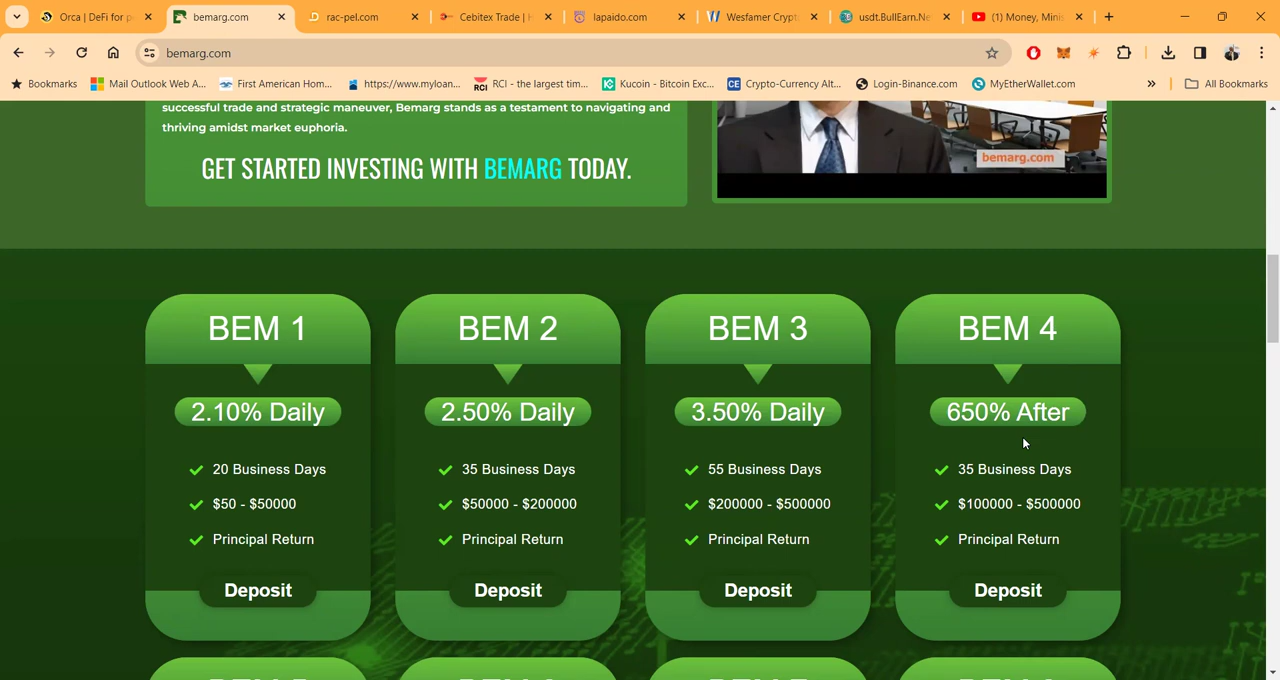 Orca | DeFi for p
bemarg.com
rac-pel.com
Cebitex Trade | H
lapaido.com
Wesfamer Crypt
usdt.BullEarn.Ne
(1) Money, Minis
bemarg.com
Bookmarks
Mail Outlook Web A...
First American Hom...
https://www.myloan...
RCI - the largest tim...
Kucoin - Bitcoin Exc...
Crypto-Currency Alt...
Login-Binance.com
MyEtherWallet.com
»
All Bookmarks
successful trade and strategic maneuver, Bemarg stands as a testament to navigating and
thriving amidst market euphoria.
GET STARTED INVESTING WITH BEMARG TODAY.
bemarg.com
BEM 1
2.10% Daily
20 Business Days
$50 - $50000
Principal Return
Deposit
BEM 2
2.50% Daily
35 Business Days
$50000 - $200000
Principal Return
Deposit
BEM 3
3.50% Daily
55 Business Days
$200000 - $500000
Principal Return
Deposit
BEM 4
650% After
35 Business Days
$100000 - $500000
Principal Return
Deposit